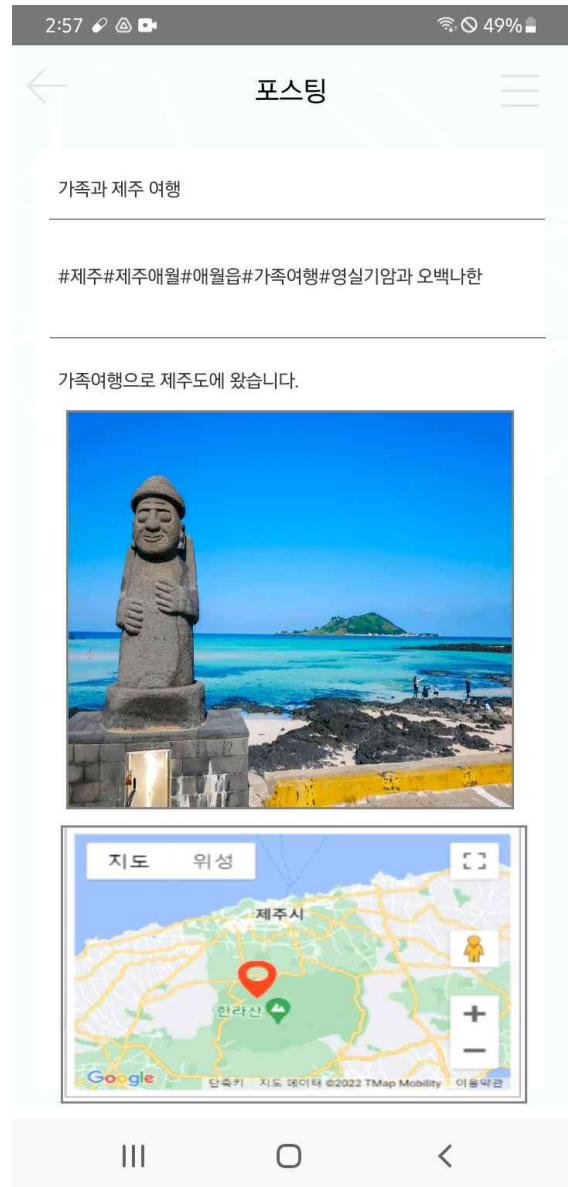 2:57
49%
포스팅
가족과 제주 여행
#제주#제주애월#애월읍#가족여행#영실기암과 오백나한
가족여행으로 제주도에 왔습니다.
지도 위성
제주시
한라산
Google 단축키 지도 데이터 ©2022 TMap Mobility 이용약관